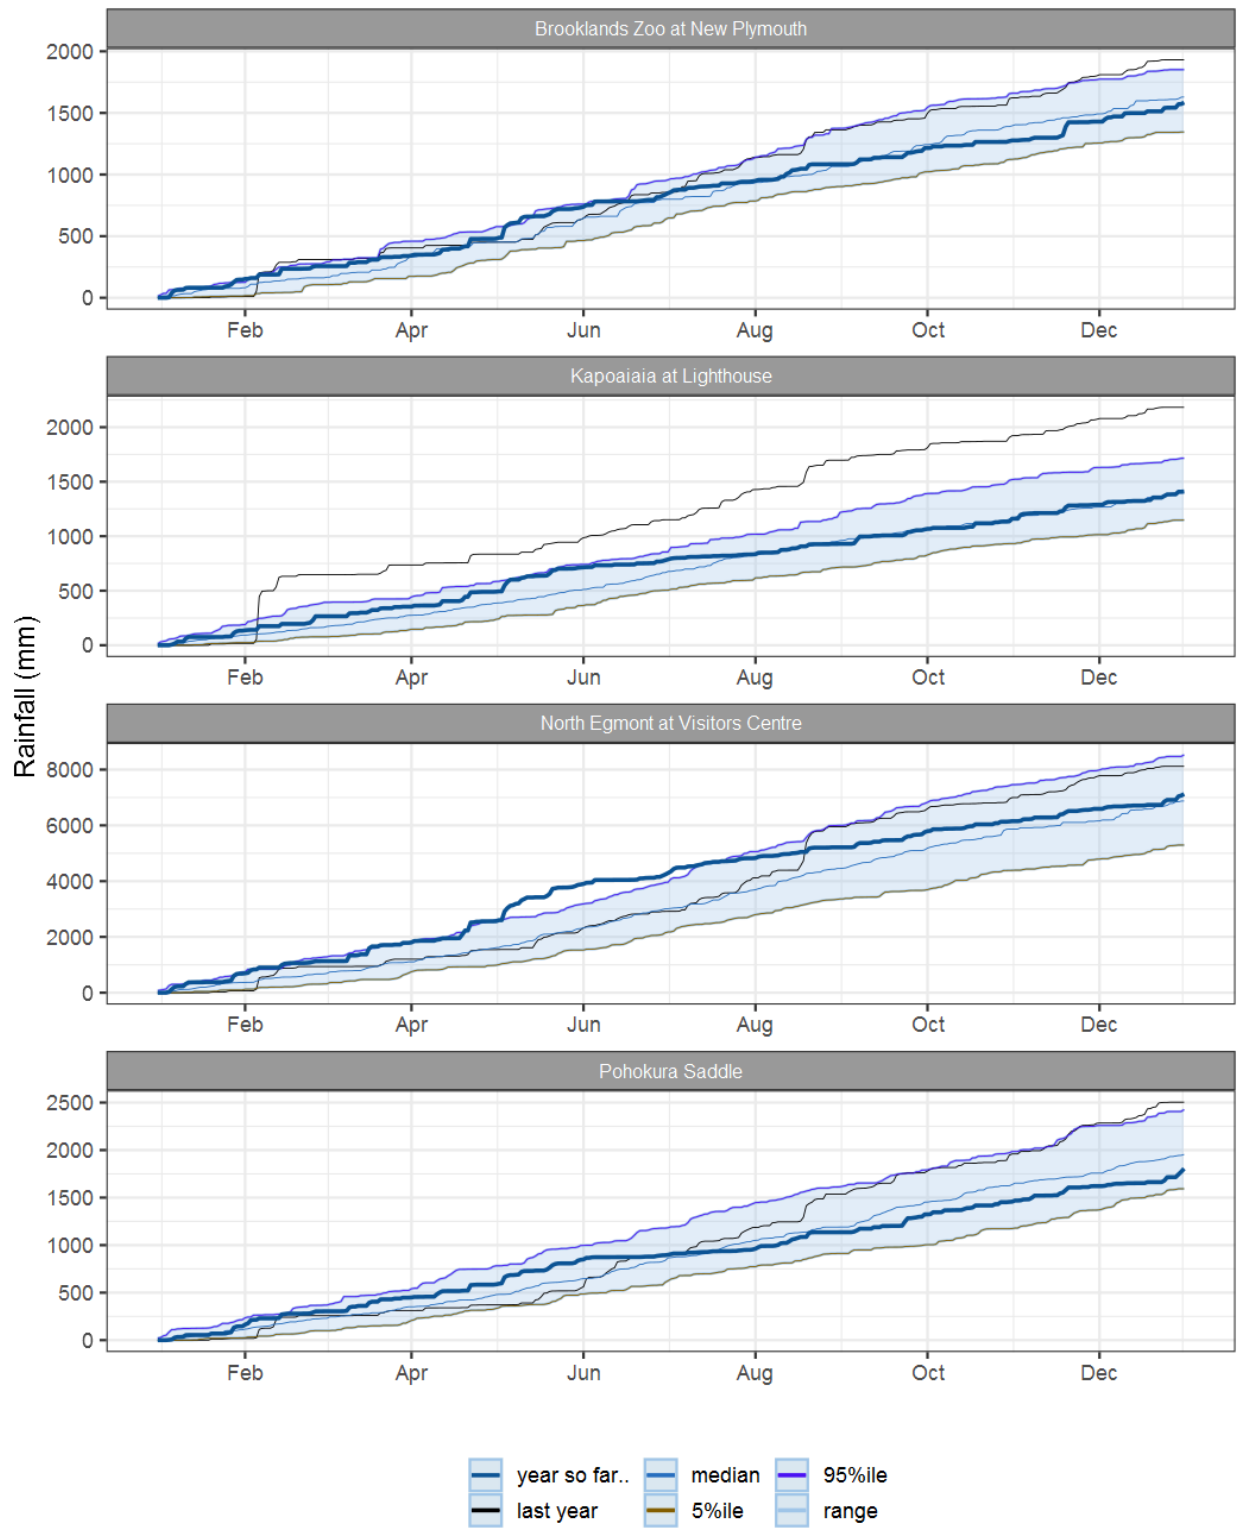 Brooklands Zoo at New Plymouth
2000
1500
1000
500
0
Feb Apr Jun Aug Oct Dec
Kapoaiaia at Lighthouse
2000
1500
1000
500
0
Feb Apr Jun Aug Oct Dec
Rainfall (mm)
North Egmont at Visitors Centre
8000
6000
4000
2000
0
Feb Apr Jun Aug Oct Dec
Pohokura Saddle
2500
2000
1500
1000
500
0
Feb Apr Jun Aug Oct Dec
year so far.. median 95%ile
last year 5%ile range